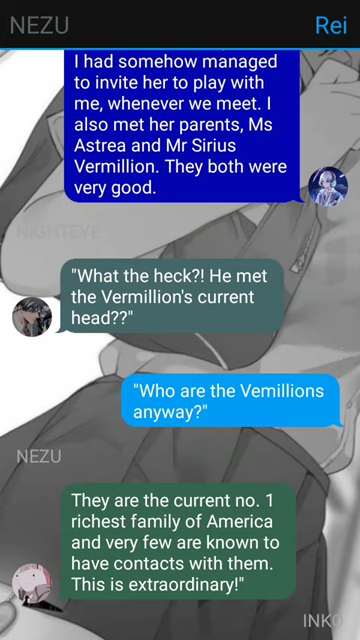 NEZU Rei
I had somehow managed
to invite her to play with
me, whenever we meet. I
also met her parents, Ms
Astrea and Mr Sirius
Vermillion. They both were
very good.
NIGHTEYE
"What the heck?! He met
the Vermillion's current
head??"
"Who are the Vemillions
anyway?"
NEZU
They are the current no. 1
richest family of America
and very few are known to
have contacts with them.
This is extraordinary!"
INKO